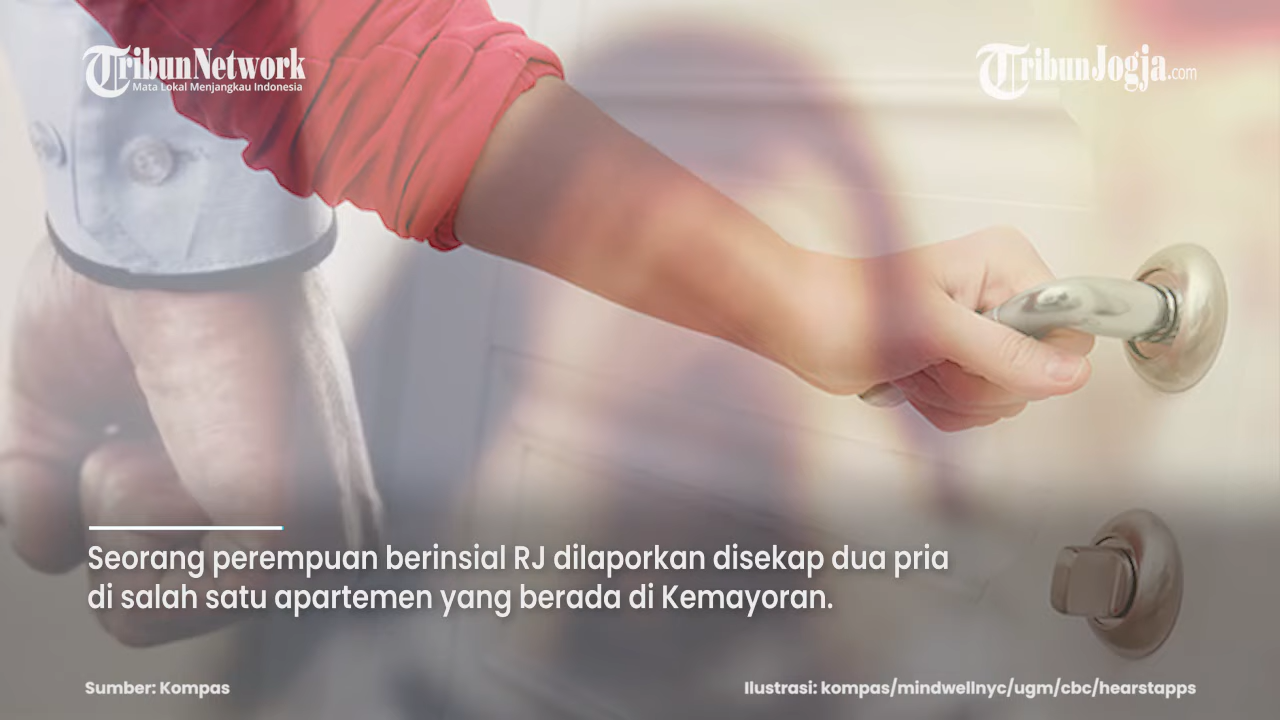 TribunNetwork
Mata Lokal Menjangkau Indonesia
TribunJogja.com
Seorang perempuan berinsial RJ dilaporkan disekap dua pria
di salah satu apartemen yang berada di Kemayoran.
Sumber: Kompas
Ilustrasi: kompas/mindwellnyc/ugm/cbc/hearstapps